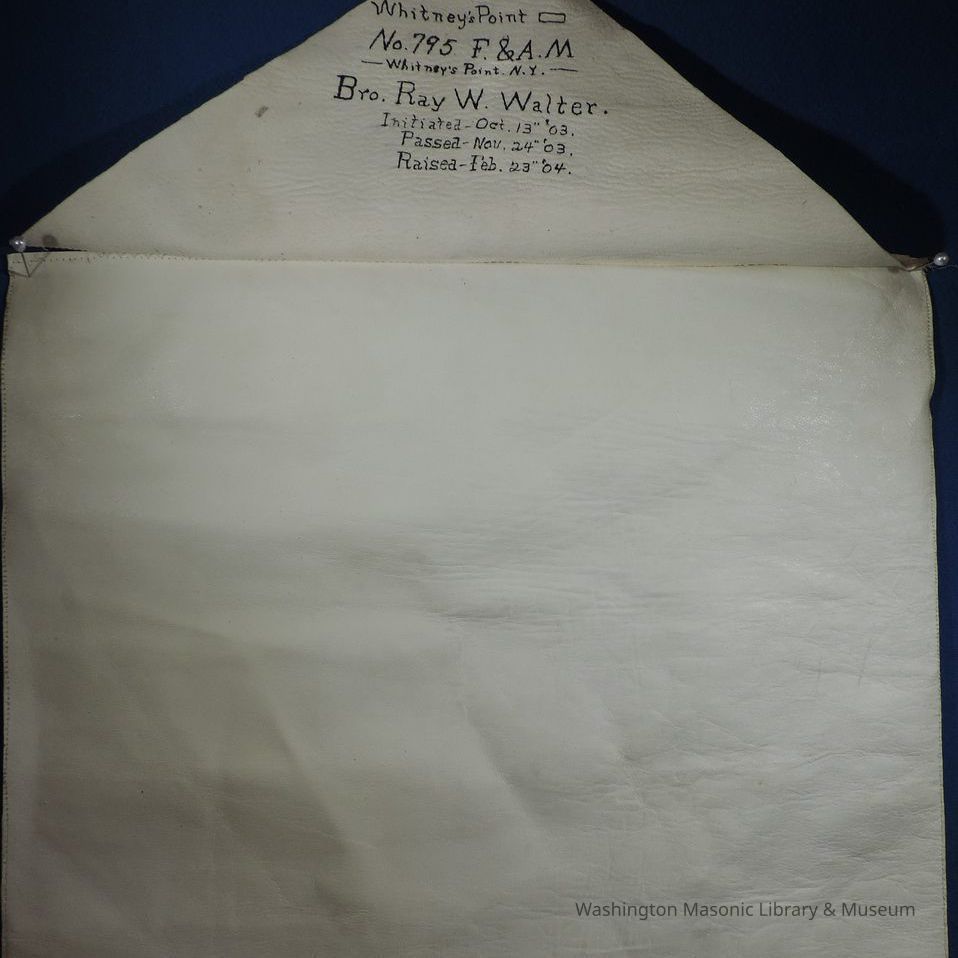 Whitney's Point ▭
No. 795 F. & A. M
— Whitney's Point. N.Y. —
Bro. Ray W. Walter.
Initiated - Oct. 13" '03.
Passed - Nov. 24" '03.
Raised - Feb. 23" '04.
Washington Masonic Library & Museum